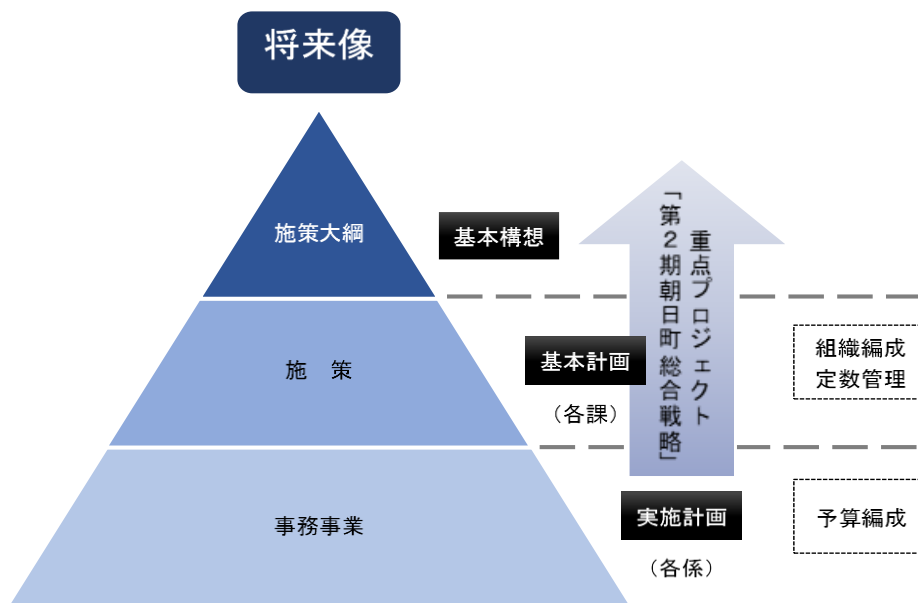 将来像
施策大綱
基本構想
重点プロジェクト
「第２期朝日町総合戦略」
施　策
基本計画
（各課）
組織編成
定数管理
事務事業
実施計画
（各係）
予算編成